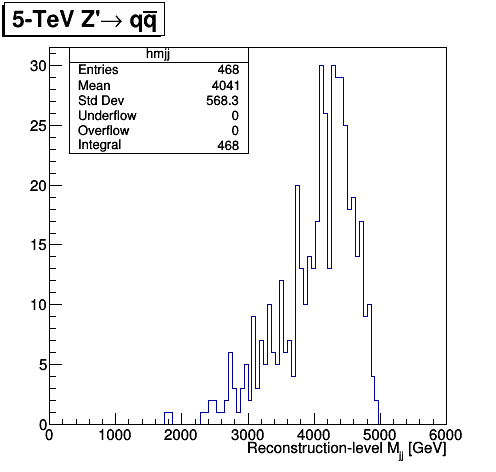 5-TeV Z'→ qq̅
hmjj
Entries 468
Mean 4041
Std Dev 568.3
Underflow 0
Overflow 0
Integral 468
30
25
20
15
10
5
0
0 1000 2000 3000 4000 5000 6000
Reconstruction-level Mjj [GeV]